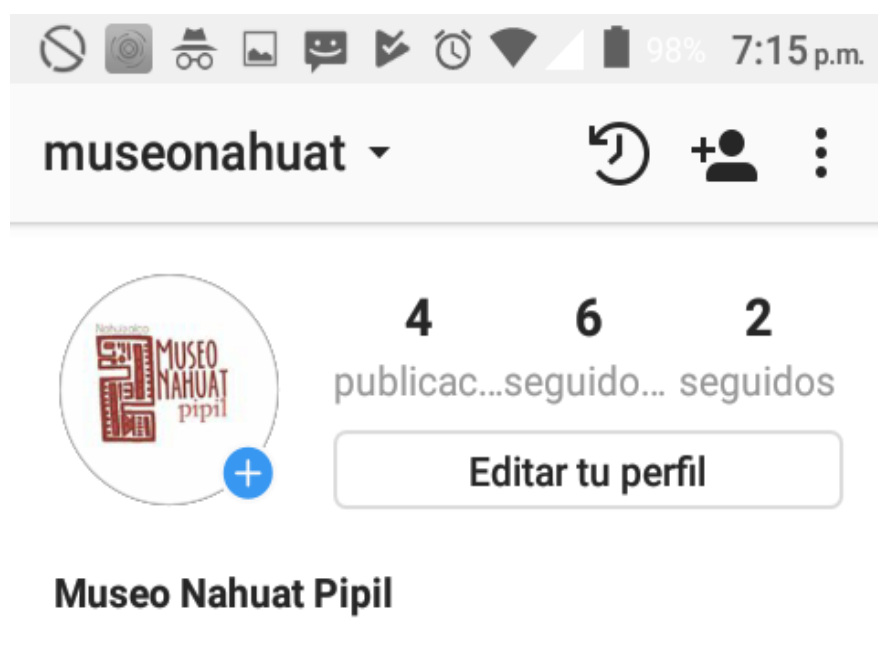 98% 7:15 p.m.
museonahuat
4 6 2
publicac...seguido... seguidos
Nahuizalco
MUSEO
NAHUAT
pipil
Editar tu perfil
Museo Nahuat Pipil